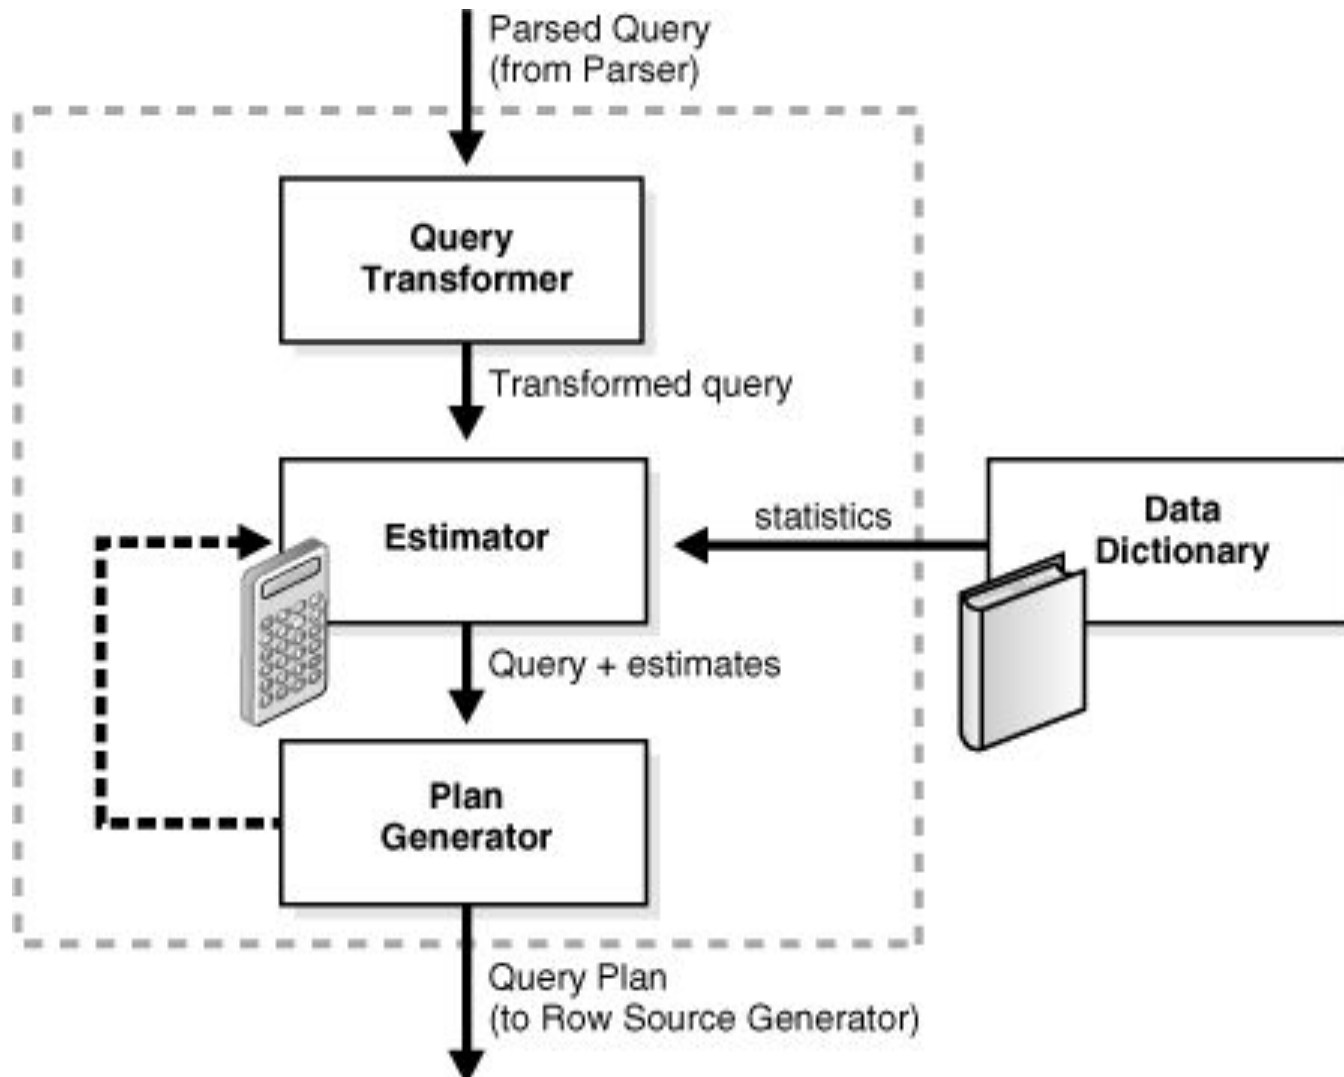 Parsed Query
(from Parser)
Query
Transformer
Transformed query
Estimator
statistics
Data
Dictionary
Query + estimates
Plan
Generator
Query Plan
(to Row Source Generator)